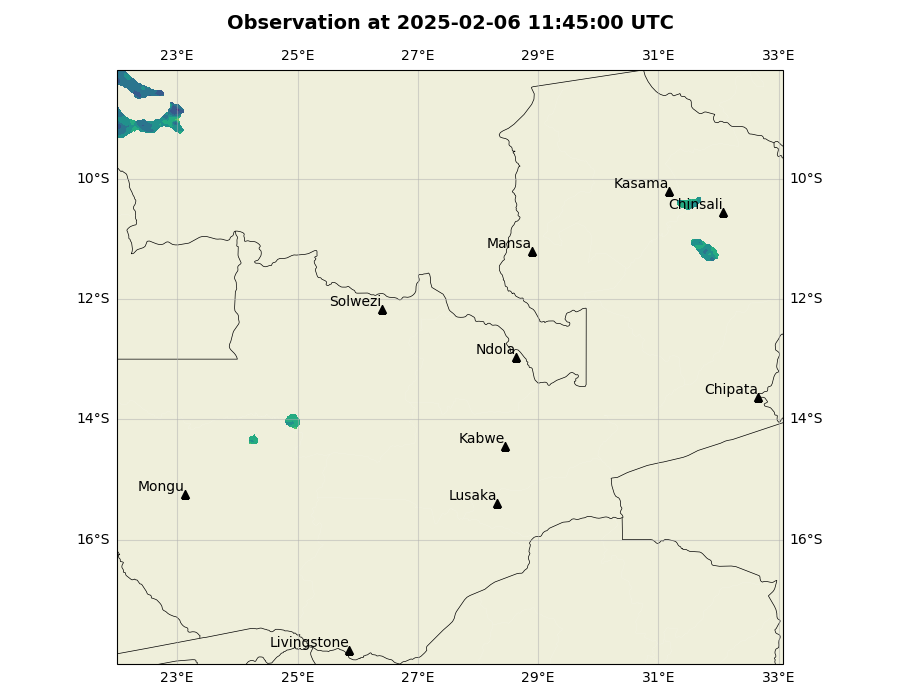 Observation at 2025-02-06 11:45:00 UTC
23°E 25°E 27°E 29°E 31°E 33°E
10°S 10°S
Kasama
Chinsali
Mansa
12°S 12°S
Solwezi
Ndola
Chipata
14°S 14°S
Kabwe
Mongu
Lusaka
16°S 16°S
Livingstone
23°E 25°E 27°E 29°E 31°E 33°E